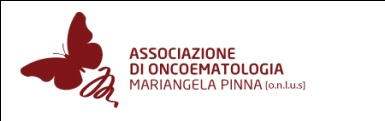 ASSOCIAZIONE
DI ONCOEMATOLOGIA
MARIANGELA PINNA [o.n.l.u.s]